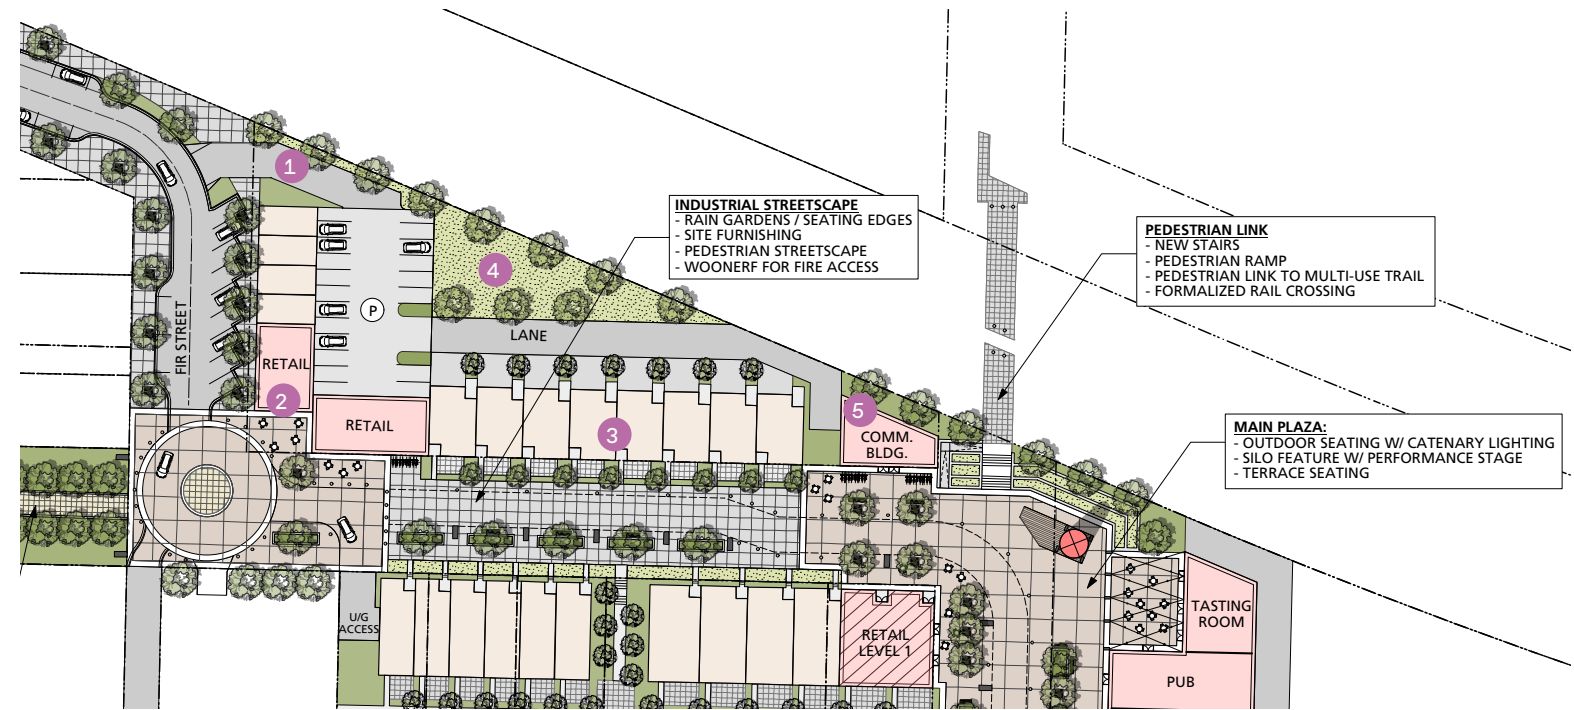 1
INDUSTRIAL STREETSCAPE
- RAIN GARDENS / SEATING EDGES
- SITE FURNISHING
- PEDESTRIAN STREETSCAPE
- WOONERF FOR FIRE ACCESS
PEDESTRIAN LINK
- NEW STAIRS
- PEDESTRIAN RAMP
- PEDESTRIAN LINK TO MULTI-USE TRAIL
- FORMALIZED RAIL CROSSING
4
P
FIR STREET
LANE
RETAIL
2
RETAIL
3
5
COMM.
BLDG.
MAIN PLAZA:
- OUTDOOR SEATING W/ CATENARY LIGHTING
- SILO FEATURE W/ PERFORMANCE STAGE
- TERRACE SEATING
U/G
ACCESS
RETAIL
LEVEL 1
TASTING
ROOM
PUB